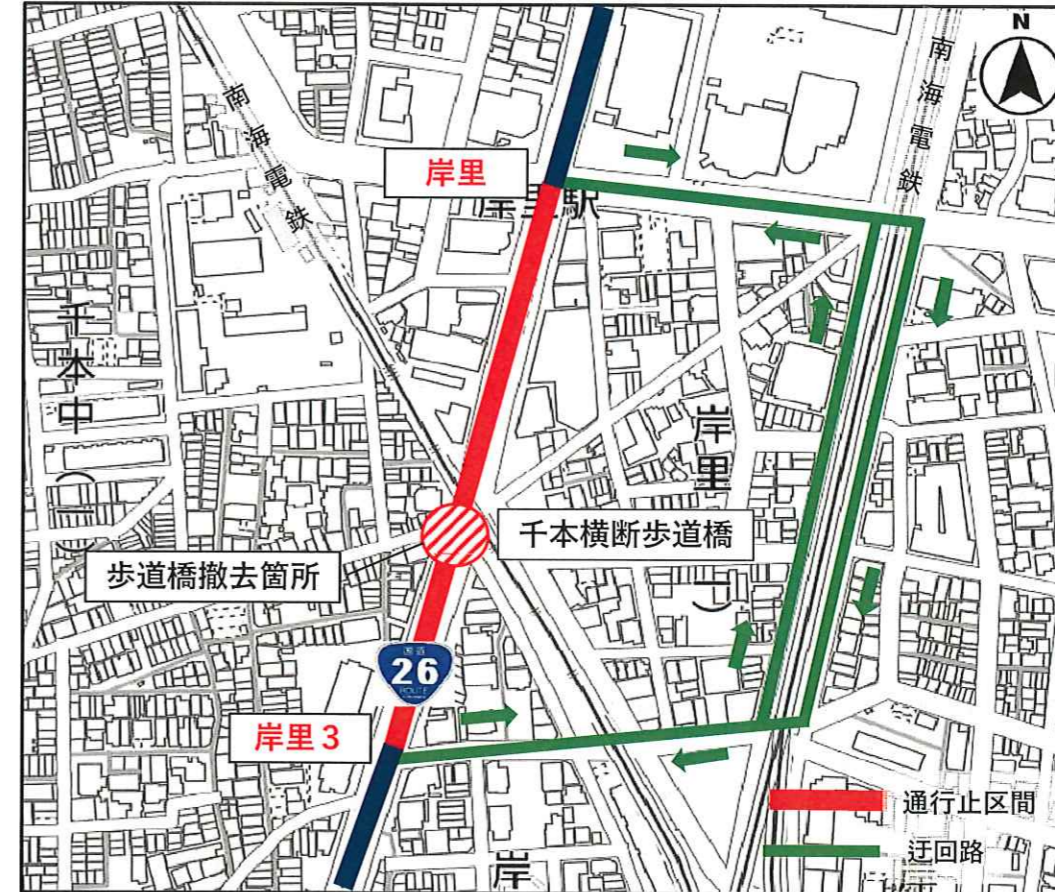 N
南海電鉄
南海電鉄
岸里
岸里駅
千本中(一)
岸里
千本横断歩道橋
歩道橋撤去箇所
国道
26
ROUTE
岸里3
通行止区間
迂回路
岸